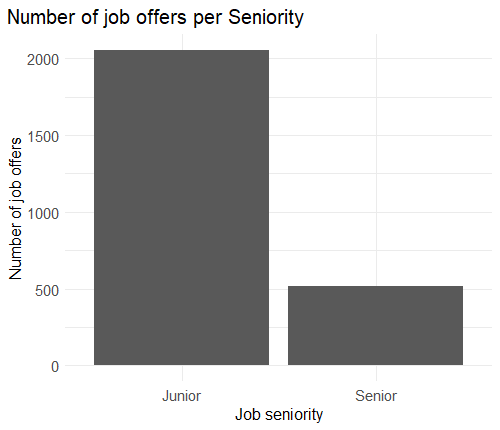 Number of job offers per Seniority
Number of job offers
2000
1500
1000
500
0
Junior
Senior
Job seniority